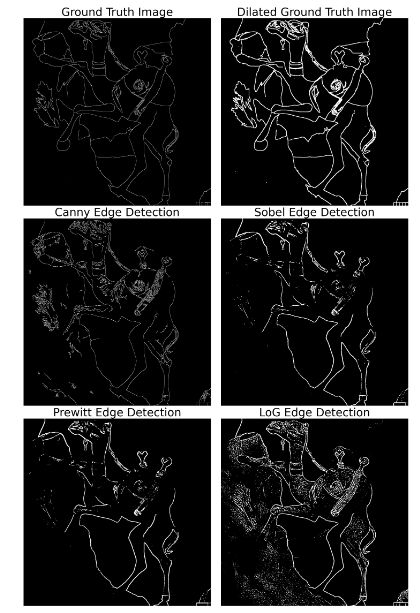 Ground Truth Image
Dilated Ground Truth Image
Canny Edge Detection
Sobel Edge Detection
Prewitt Edge Detection
LoG Edge Detection